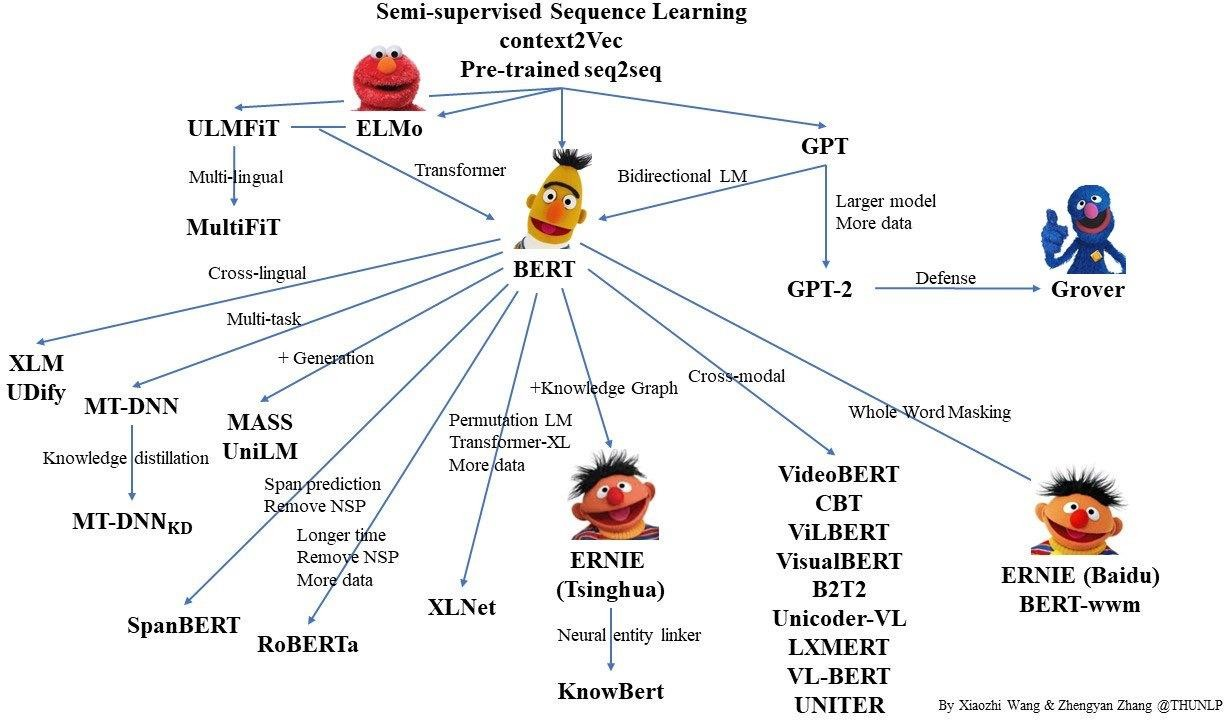 Semi-supervised Sequence Learning
context2Vec
Pre-trained seq2seq
ULMFiT
ELMo
GPT
Multi-lingual
Transformer
Bidirectional LM
Larger model
More data
MultiFiT
BERT
GPT-2
Defense
Grover
Cross-lingual
Multi-task
+ Generation
+Knowledge Graph
Cross-modal
Whole Word Masking
XLM
UDify
MT-DNN
MASS
UniLM
Permutation LM
Transformer-XL
More data
Knowledge distillation
Span prediction
Remove NSP
Longer time
Remove NSP
More data
MT-DNNKD
SpanBERT
RoBERTa
XLNet
ERNIE
(Tsinghua)
Neural entity linker
KnowBert
VideoBERT
CBT
ViLBERT
VisualBERT
B2T2
Unicoder-VL
LXMERT
VL-BERT
UNITER
ERNIE (Baidu)
BERT-wwm
By Xiaozhi Wang & Zhengyan Zhang @THUNLP